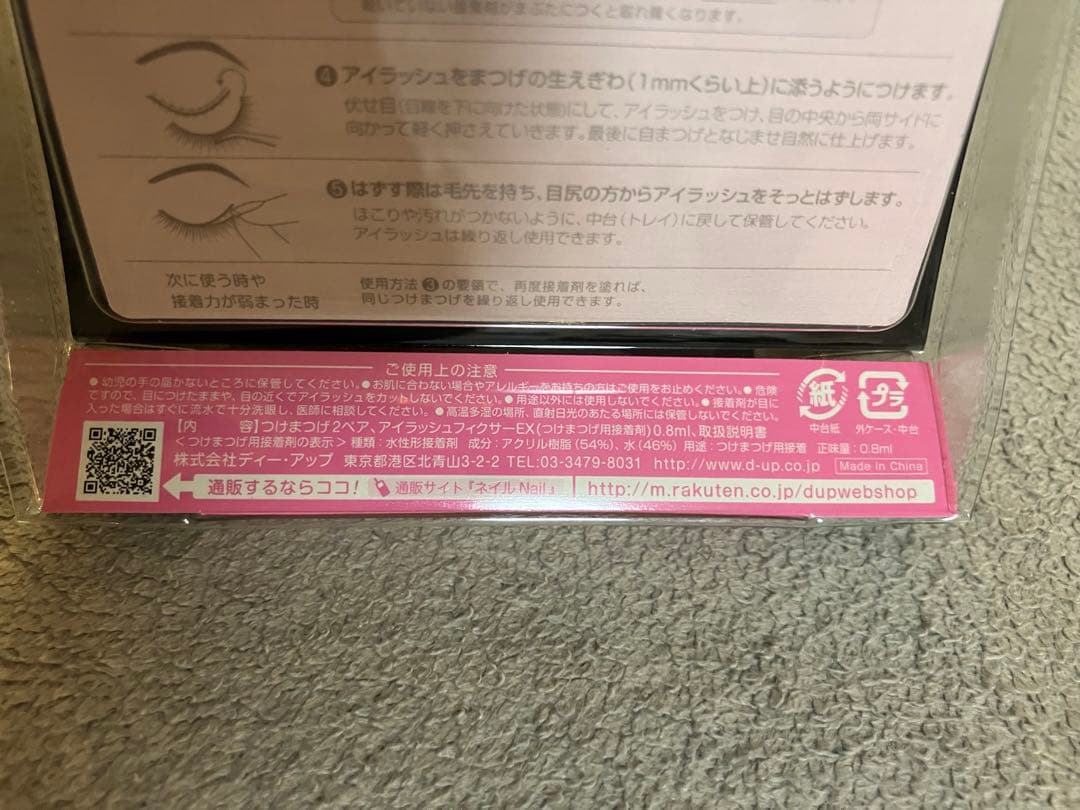 乾いていない接着剤がまぶたにつくと取れ難くなります。
④ アイラッシュをまつげの生えぎわ(1mmくらい上)に添うようにつけます。
伏せ目(目線を下に向けた状態)にして、アイラッシュをつけ、目の中央から両サイドに
向かって軽く押さえていきます。最後に自まつげとなじませ自然に仕上げます。
⑤ はずす際は毛先を持ち、目尻の方からアイラッシュをそっとはずします。
ほこりや汚れがつかないように、中台(トレイ)に戻して保管してください。
アイラッシュは繰り返し使用できます。
次に使う時や
接着力が弱まった時
使用方法 ③ の要領で、再度接着剤を塗れば、
同じつけまつげを繰り返し使用できます。
ご使用上の注意
●幼児の手の届かないところに保管してください。●お肌に合わない場合やアレルギーをお持ちの方はご使用をお止めください。●危険
ですので、目につけたままや、目の近くでアイラッシュをカットしないでください。●用途以外には使用しないでください。●接着剤が目に
入った場合はすぐに流水で十分洗眼し、医師に相談してください。●高温多湿の場所、直射日光のあたる場所には保管しないでください。
【内 容】つけまつげ2ペア、アイラッシュフィクサーEX(つけまつげ用接着剤)0.8ml、取扱説明書
<つけまつげ用接着剤の表示> 種類:水性形接着剤 成分:アクリル樹脂(54%)、水(46%) 用途:つけまつげ用接着 正味量:0.8ml
株式会社ディー・アップ 東京都港区北青山3-2-2 TEL:03-3479-8031 http://www.d-up.co.jp Made in China
通販するならココ! 通販サイト『ネイル Nail』 http://m.rakuten.co.jp/dupwebshop
紙
中台紙
プラ
外ケース・中台